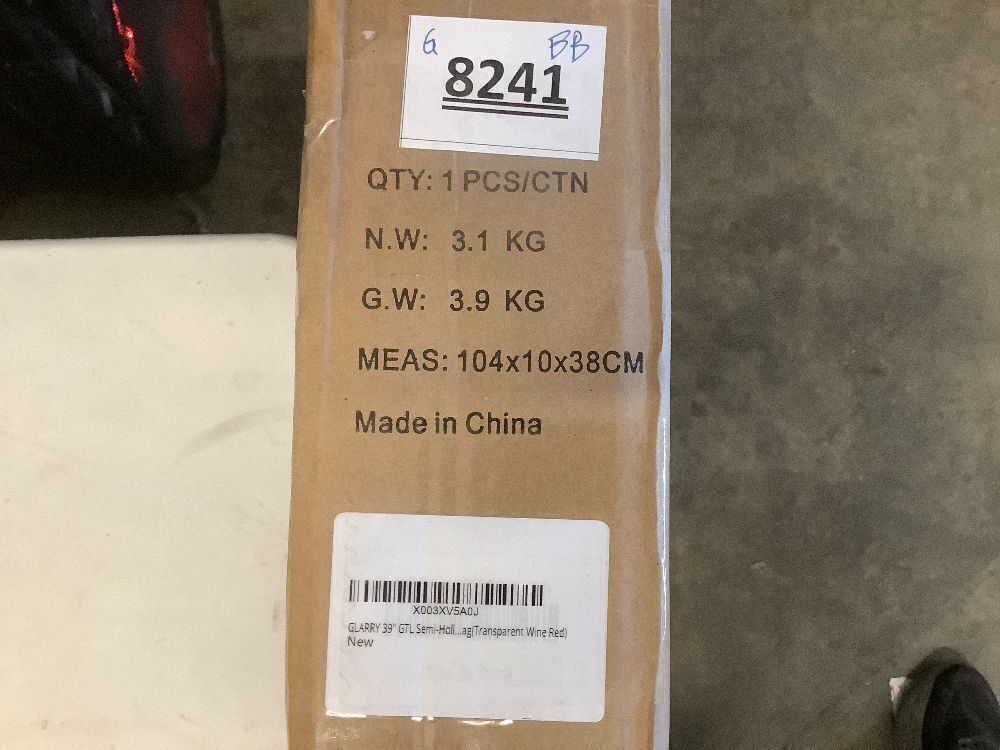 G BB
8241
QTY: 1 PCS/CTN
N.W: 3.1 KG
G.W: 3.9 KG
MEAS: 104x10x38CM
Made in China
X003XV5A0J
GLARRY 39" GTL Semi-Holl...ag(Transparent Wine Red)
New